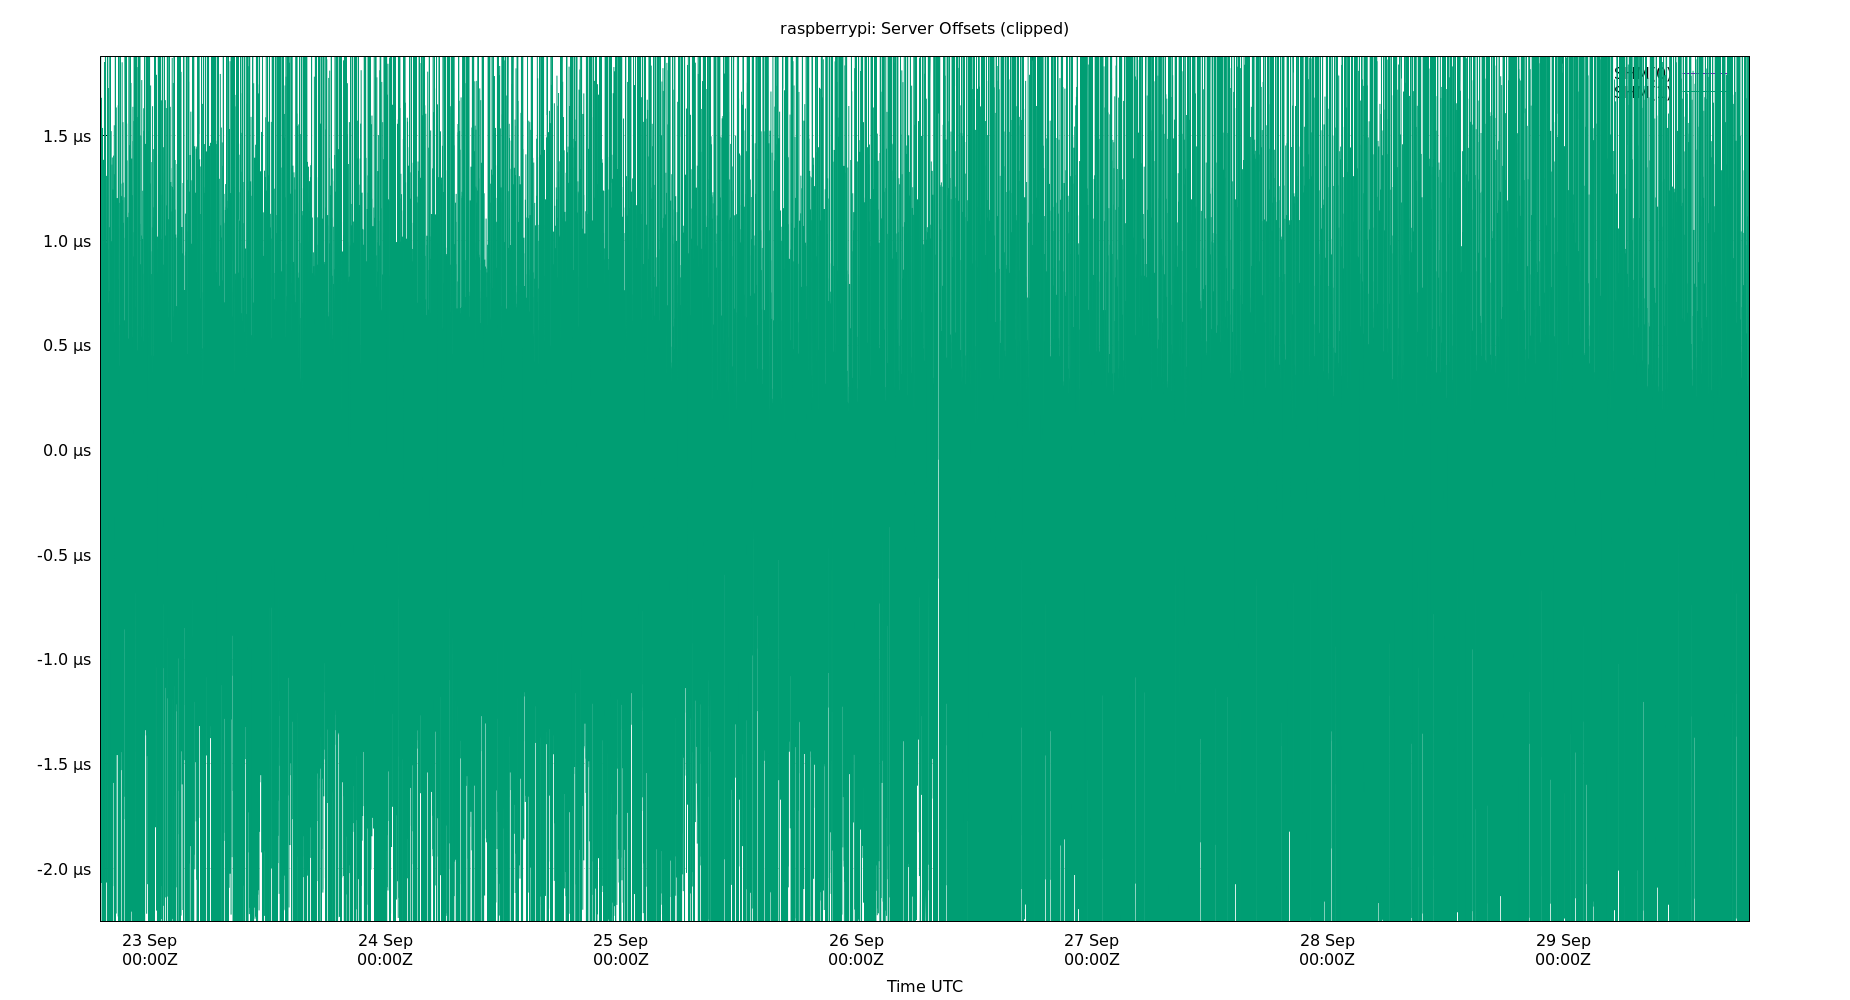 raspberrypi: Server Offsets (clipped)
SHM(0)
1.5 µs
1.0 µs
0.5 µs
0.0 µs
-0.5 µs
-1.0 µs
-1.5 µs
-2.0 µs
23 Sep 24 Sep 25 Sep 26 Sep 27 Sep 28 Sep 29 Sep
00:00Z 00:00Z 00:00Z 00:00Z 00:00Z 00:00Z 00:00Z
Time UTC